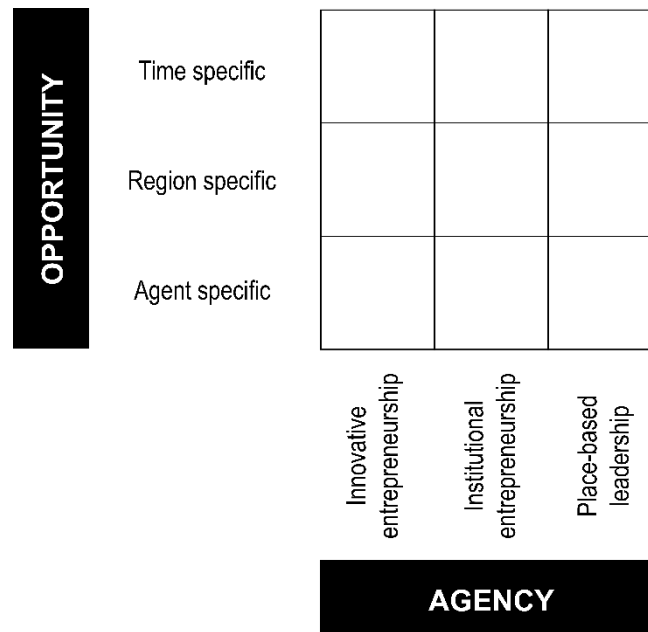 OPPORTUNITY
Time specific
Region specific
Agent specific
Innovative
entrepreneurship
Institutional
entrepreneurship
Place-based
leadership
AGENCY